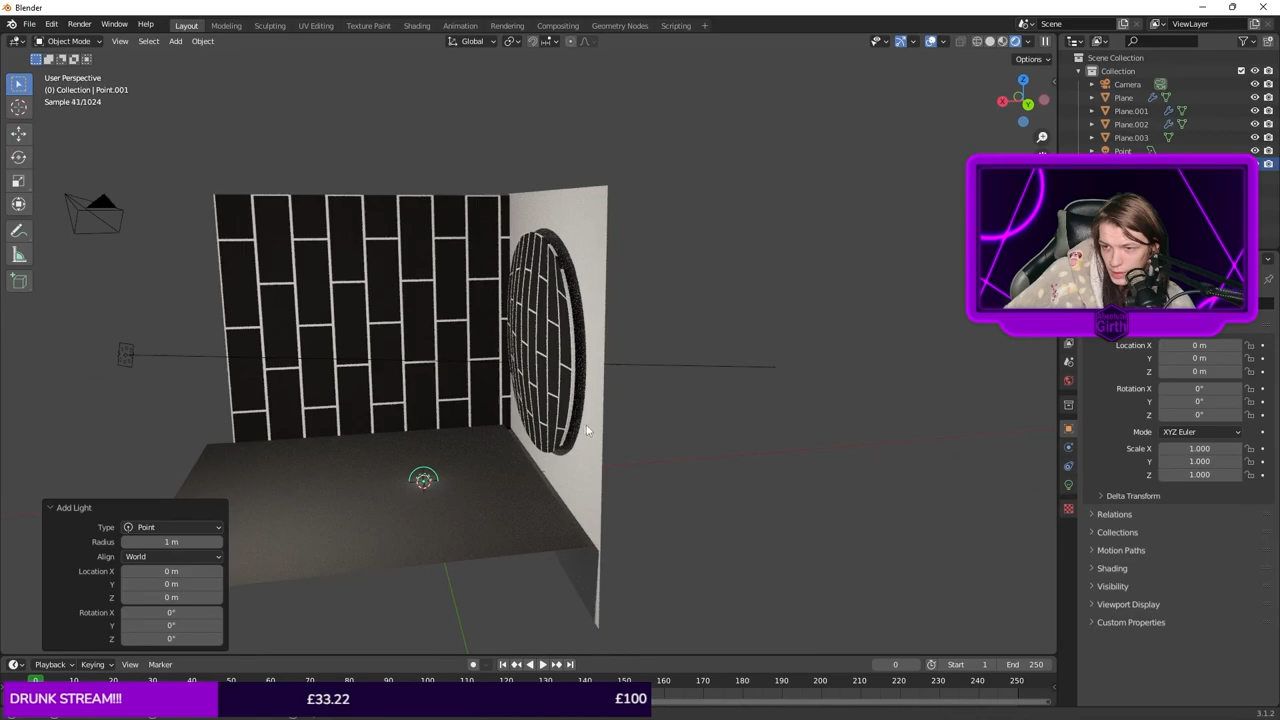 Blender
File Edit Render Window Help Layout Modeling Sculpting UV Editing Texture Paint Shading Animation Rendering Compositing Geometry Nodes Scripting + Scene ViewLayer
Object Mode View Select Add Object Global
Options
User Perspective
(0) Collection | Point.001
Sample 41/1024
X Y Z
Scene Collection
Collection
Camera
Plane
Plane.001
Plane.002
Plane.003
Point
Girth
Location X 0 m
Y 0 m
Z 0 m
Rotation X 0°
Y 0°
Z 0°
Mode XYZ Euler
Scale X 1.000
Y 1.000
Z 1.000
Delta Transform
Relations
Collections
Motion Paths
Shading
Visibility
Viewport Display
Custom Properties
Add Light
Type Point
Radius 1 m
Align World
Location X 0 m
Y 0 m
Z 0 m
Rotation X 0°
Y 0°
Z 0°
Playback Keying View Marker 0 Start 1 End 250
0 50 60 70 80 90 100 110 120 130 140 150 160 170 180 190 200 210 220 230 240 250
DRUNK STREAM!!! £33.22 £100
3.1.2